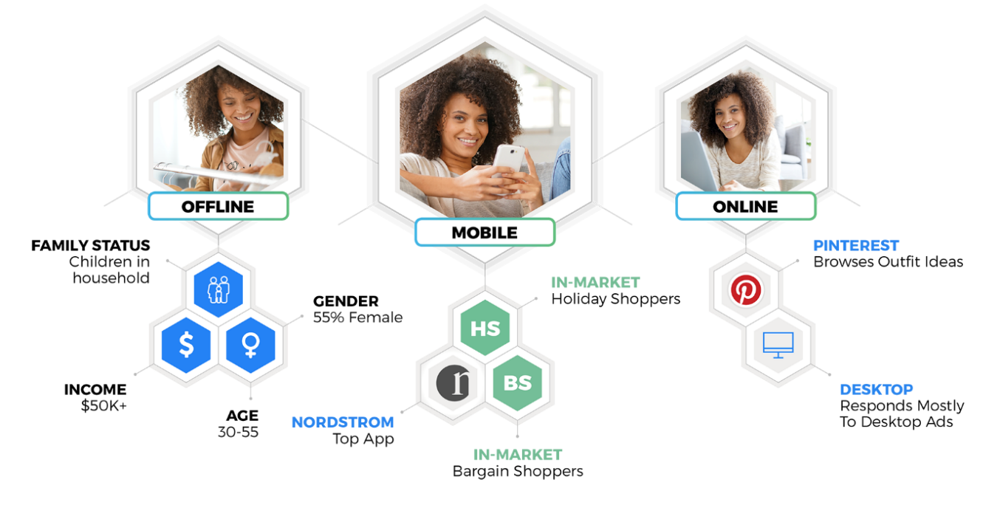 OFFLINE
MOBILE
ONLINE
FAMILY STATUS
Children in
household
GENDER
55% Female
$
INCOME
$50K+
AGE
30-55
IN-MARKET
Holiday Shoppers
HS
n
BS
NORDSTROM
Top App
IN-MARKET
Bargain Shoppers
PINTEREST
Browses Outfit Ideas
DESKTOP
Responds Mostly
To Desktop Ads